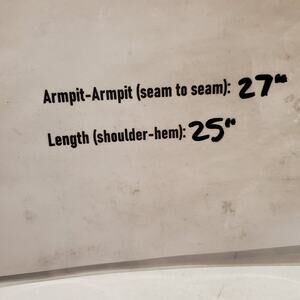 Armpit-Armpit (seam to seam): 27"
Length (shoulder-hem): 25"